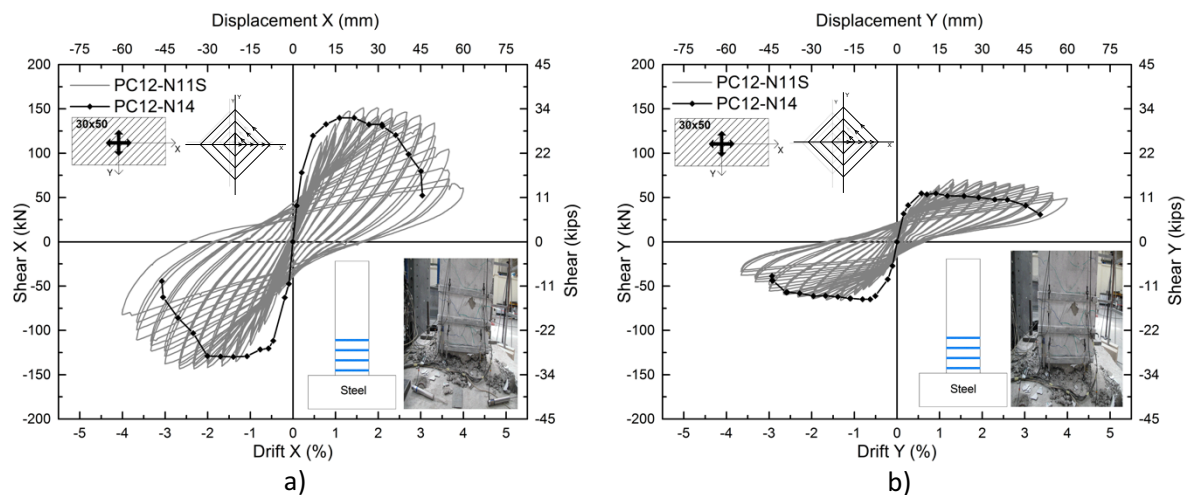 Displacement X (mm)
-75 -60 -45 -30 -15 0 15 30 45 60 75
200 150 100 50 0 -50 -100 -150 -200
Shear X (kN)
45 34 22 11 0 -11 -22 -34 -45
Shear (kips)
PC12-N11S
PC12-N14
30x50
X
Y
Y
X
Steel
-5 -4 -3 -2 -1 0 1 2 3 4 5
Drift X (%)
a)
Displacement Y (mm)
-75 -60 -45 -30 -15 0 15 30 45 60 75
200 150 100 50 0 -50 -100 -150 -200
Shear Y (kN)
45 34 22 11 0 -11 -22 -34 -45
Shear Y (kips)
PC12-N11S
PC12-N14
30x50
X
Y
Y
X
Steel
-5 -4 -3 -2 -1 0 1 2 3 4 5
Drift Y (%)
b)